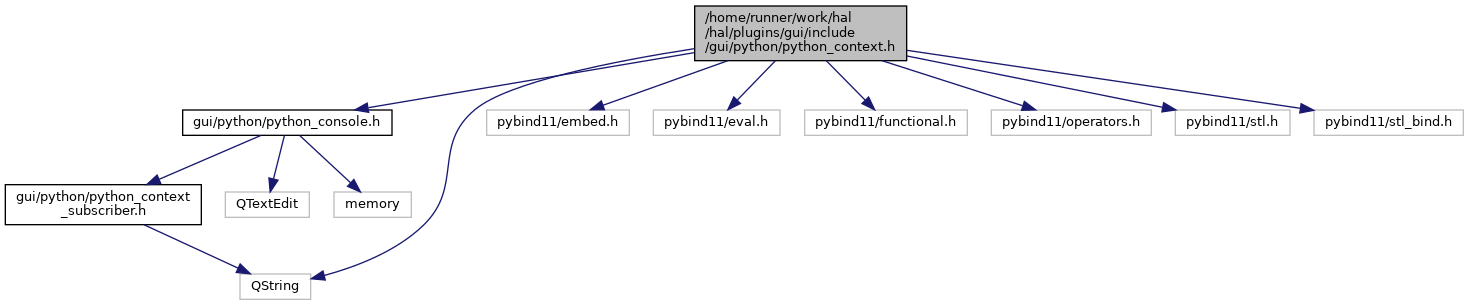 /home/runner/work/hal
/hal/plugins/gui/include
/gui/python/python_context.h
gui/python/python_console.h
pybind11/embed.h
pybind11/eval.h
pybind11/functional.h
pybind11/operators.h
pybind11/stl.h
pybind11/stl_bind.h
gui/python/python_context
_subscriber.h
QTextEdit
memory
QString